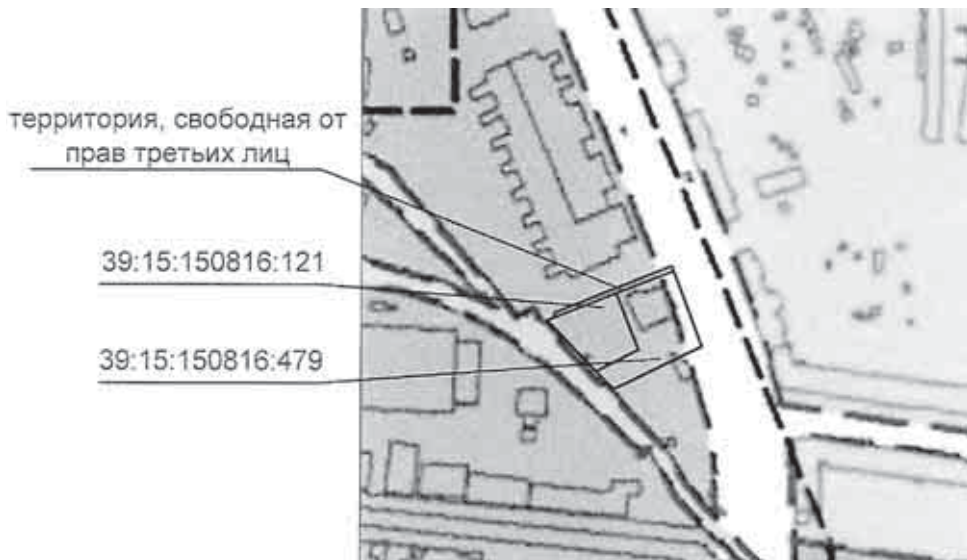 территория, свободная от
прав третьих лиц
39:15:150816:121
39:15:150816:479